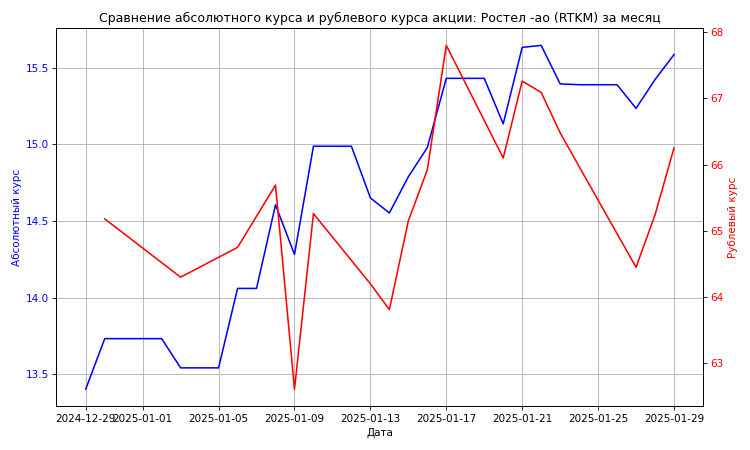 Сравнение абсолютного курса и рублевого курса акции: Ростел -ао (RTKM) за месяц
Абсолютный курс
15.5
15.0
14.5
14.0
13.5
68
67
66
65
64
63
Рублевый курс
2024-12-29 2025-01-01 2025-01-05 2025-01-09 2025-01-13 2025-01-17 2025-01-21 2025-01-25 2025-01-29
Дата